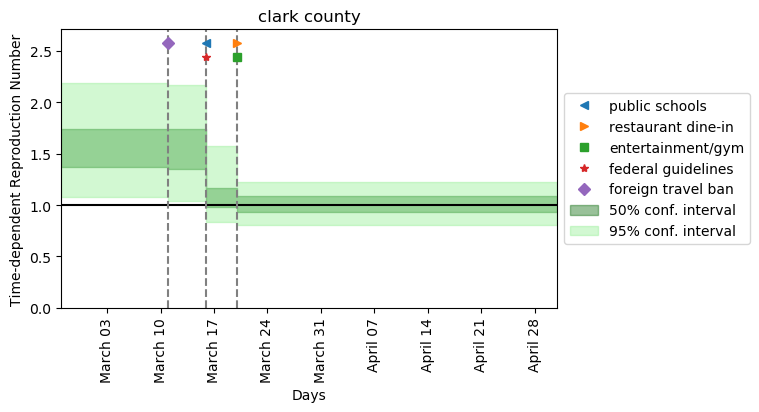 clark county
Time-dependent Reproduction Number
2.5
2.0
1.5
1.0
0.5
0.0
March 03
March 10
March 17
March 24
March 31
April 07
April 14
April 21
April 28
Days
public schools
restaurant dine-in
entertainment/gym
federal guidelines
foreign travel ban
50% conf. interval
95% conf. interval